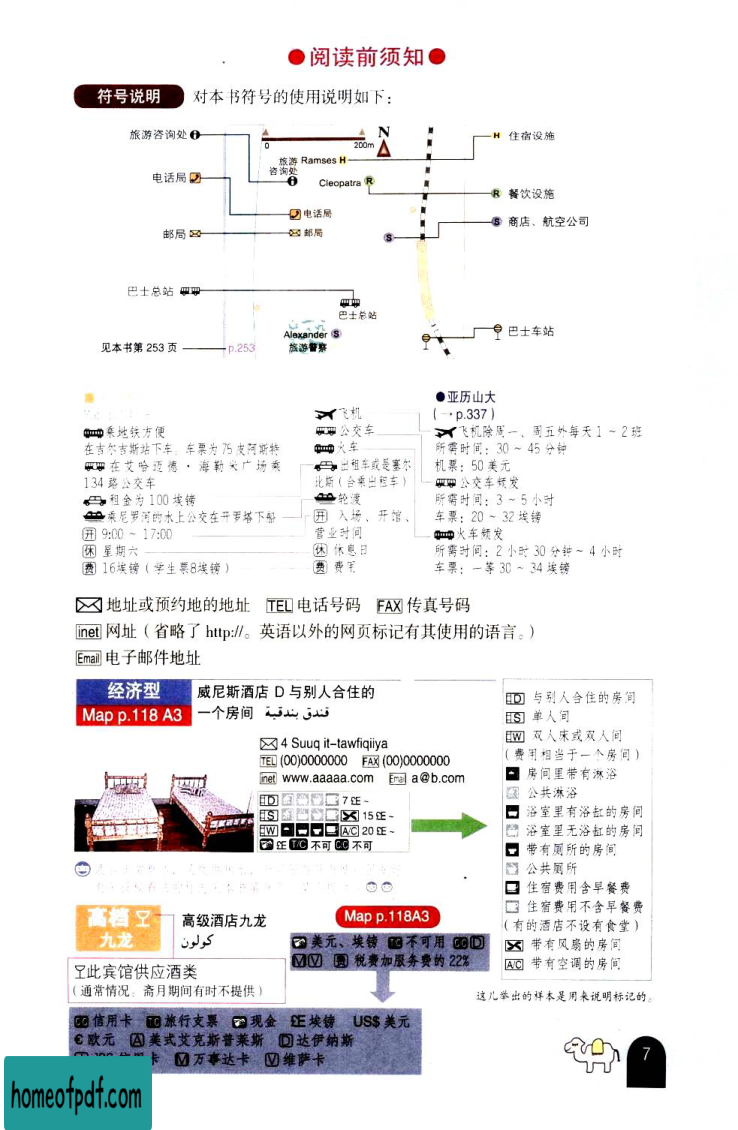 ●阅读前须知●
符号说明 对本书符号的使用说明如下：
旅游咨询处
电话局
邮局
巴士总站
见本书第 253 页
0 200m N
旅游咨询处
Ramses H
Cleopatra R
电话局
邮局
S
巴士总站
Alexander S
旅游警察
p.253
H 住宿设施
R 餐饮设施
S 商店、航空公司
巴士车站
乘地铁方便
在吉尔吉斯站下车。车票为 75 皮阿斯特
在艾哈迈德·海勒米广场乘
134 路公交车
租金为 100 埃镑
乘尼罗河的水上公交在开罗塔下船
开 9:00 ~ 17:00
休 星期六
费 16埃镑（学生票8埃镑）
飞机
公交车
火车
出租车或是塞尔
比斯（合乘出租车）
轮渡
开 入场、开馆、
营业时间
休 休息日
费 费用
●亚历山大
(→p.337)
飞机除周一、周五外每天 1 ~ 2 班
所需时间：30 ~ 45 分钟
机票：50 美元
公交车频发
所需时间：3 ~ 5 小时
车票：20 ~ 32 埃镑
火车频发
所需时间：2 小时 30 分钟 ~ 4 小时
车票：一等 30 ~ 34 埃镑
地址或预约地的地址 TEL 电话号码 FAX 传真号码
inet 网址（省略了 http://。英语以外的网页标记有其使用的语言。）
Email 电子邮件地址
经济型
Map p.118 A3
威尼斯酒店 D 与别人合住的
一个房间 فندق بندقية
4 Suuq it-tawfiqiiya
TEL (00)0000000 FAX (00)0000000
inet www.aaaaa.com Email a@b.com
D 7 £E ~
S 15 £E ~
W A/C 20 £E ~
£E T/C 不可 CC 不可
D 与别人合住的房间
S 单人间
W 双人床或双人间
（费用相当于一个房间）
房间里带有淋浴
公共淋浴
浴室里有浴缸的房间
浴室里无浴缸的房间
带有厕所的房间
公共厕所
住宿费用含早餐费
住宿费用不含早餐费
（有的酒店不设有食堂）
带有风扇的房间
A/C 带有空调的房间
高档
九龙
高级酒店九龙
كولون
Map p.118A3
美元、埃镑 TC 不可用 CC D
M V 费 税费加服务费的 22%
此宾馆供应酒类
（通常情况。斋月期间有时不提供）
这儿举出的样本是用来说明标记的。
CC 信用卡 TC 旅行支票 现金 £E 埃镑 US$ 美元
€ 欧元 A 美式艾克斯普莱斯 D 达伊纳斯
M 万事达卡 V 维萨卡
7
homeofpdf.com